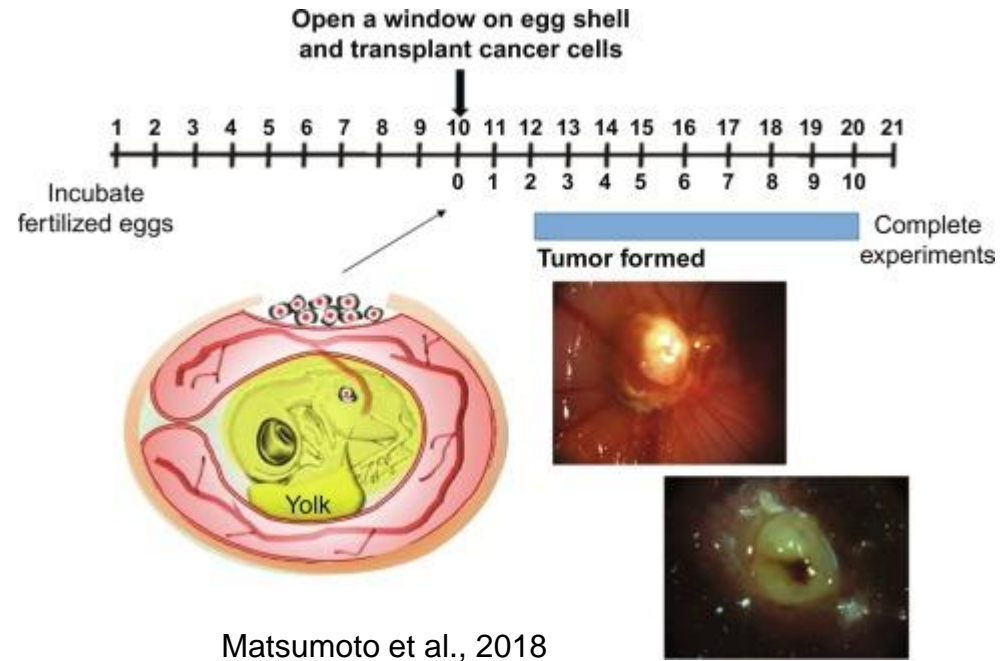 Open a window on egg shell
and transplant cancer cells
1 2 3 4 5 6 7 8 9 10 11 12 13 14 15 16 17 18 19 20 21
0 1 2 3 4 5 6 7 8 9 10
Incubate
fertilized eggs
Complete
experiments
Tumor formed
Yolk
Matsumoto et al., 2018